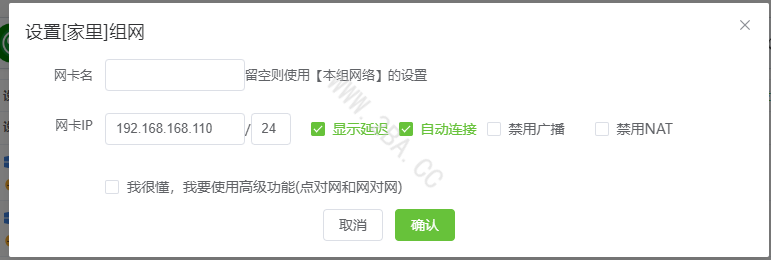 设置[家里]组网
网卡名 留空则使用【本组网络】的设置
网卡IP 192.168.168.110 / 24 显示延迟 自动连接 禁用广播 禁用NAT
我很懂，我要使用高级功能(点对网和网对网)
取消 确认